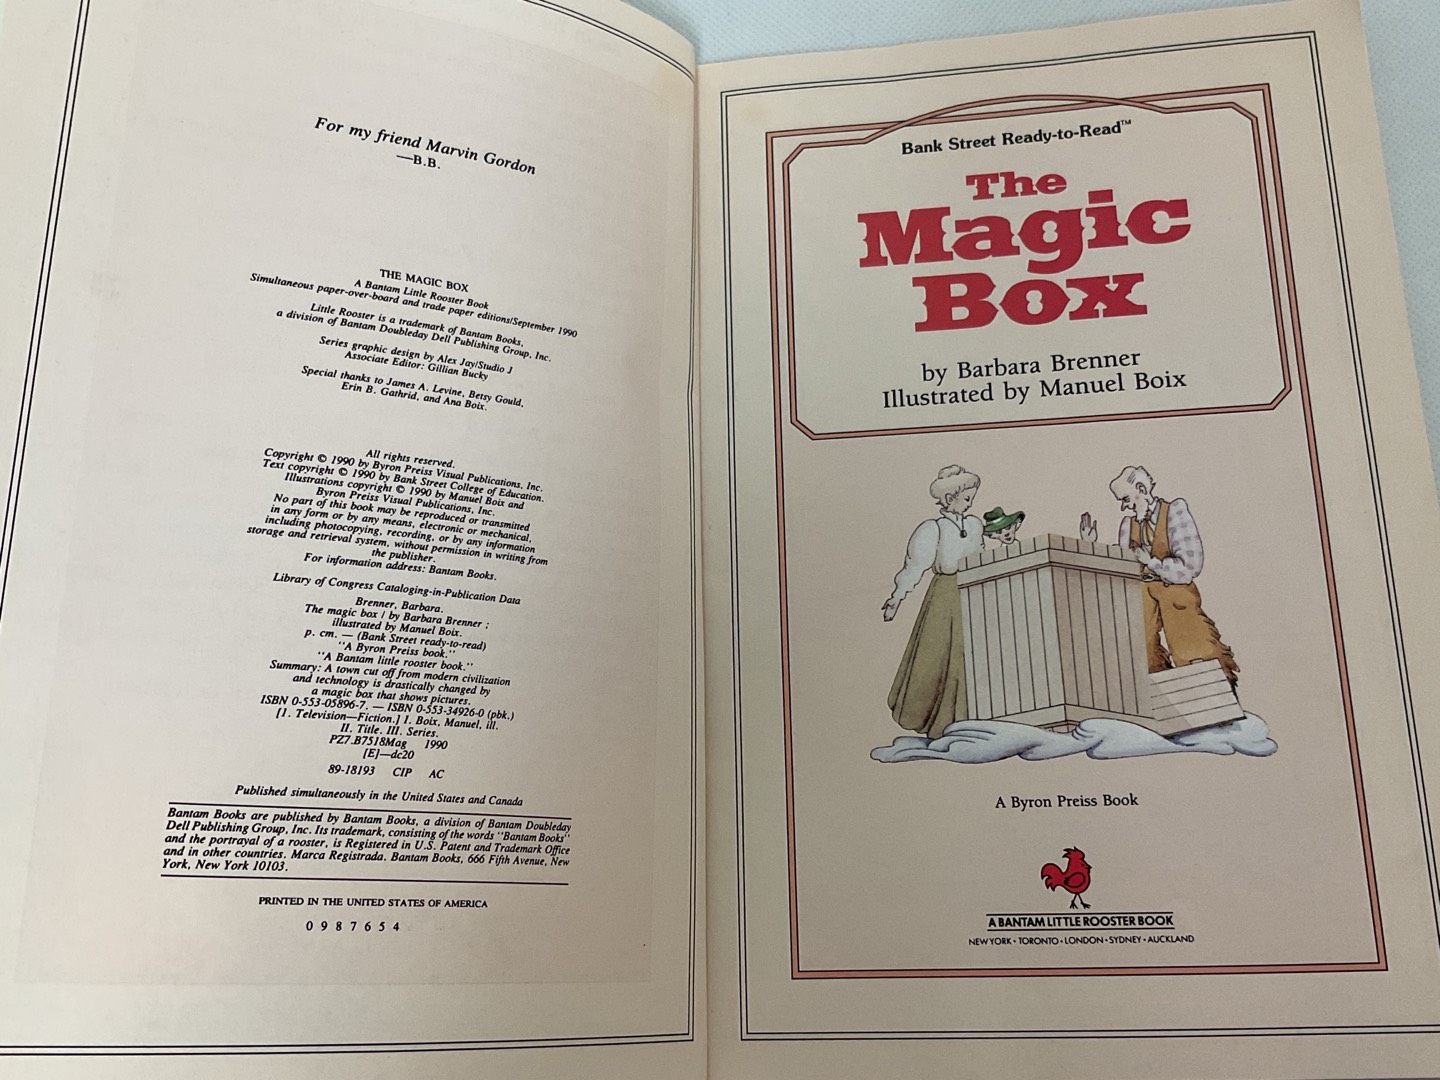 For my friend Marvin Gordon
—B.B.
THE MAGIC BOX
A Bantam Little Rooster Book
Simultaneous paper-over-board and trade paper editions/September 1990
Little Rooster is a trademark of Bantam Books,
a division of Bantam Doubleday Dell Publishing Group, Inc.
Series graphic design by Alex Jay/Studio J
Associate Editor: Gillian Bucky
Special thanks to James A. Levine, Betsy Gould,
Erin B. Gathrid, and Ana Boix.
All rights reserved.
Copyright © 1990 by Byron Preiss Visual Publications, Inc.
Text copyright © 1990 by Bank Street College of Education.
Illustrations copyright © 1990 by Manuel Boix and
Byron Preiss Visual Publications, Inc.
No part of this book may be reproduced or transmitted
in any form or by any means, electronic or mechanical,
including photocopying, recording, or by any information
storage and retrieval system, without permission in writing from
the publisher.
For information address: Bantam Books.
Library of Congress Cataloging-in-Publication Data
Brenner, Barbara.
The magic box / by Barbara Brenner ;
illustrated by Manuel Boix.
p. cm. — (Bank Street ready-to-read)
"A Byron Preiss book."
"A Bantam little rooster book."
Summary: A town cut off from modern civilization
and technology is drastically changed by
a magic box that shows pictures.
ISBN 0-553-05896-7. — ISBN 0-553-34926-0 (pbk.)
[1. Television—Fiction.] I. Boix, Manuel, ill.
II. Title. III. Series.
PZ7.B7518Mag 1990
[E]—dc20
89-18193 CIP AC
Published simultaneously in the United States and Canada
Bantam Books are published by Bantam Books, a division of Bantam Doubleday
Dell Publishing Group, Inc. Its trademark, consisting of the words "Bantam Books"
and the portrayal of a rooster, is Registered in U.S. Patent and Trademark Office
and in other countries. Marca Registrada. Bantam Books, 666 Fifth Avenue, New
York, New York 10103.
PRINTED IN THE UNITED STATES OF AMERICA
0 9 8 7 6 5 4
Bank Street Ready-to-Read™
The
Magic
Box
by Barbara Brenner
Illustrated by Manuel Boix
A Byron Preiss Book
A BANTAM LITTLE ROOSTER BOOK
NEW YORK • TORONTO • LONDON • SYDNEY • AUCKLAND